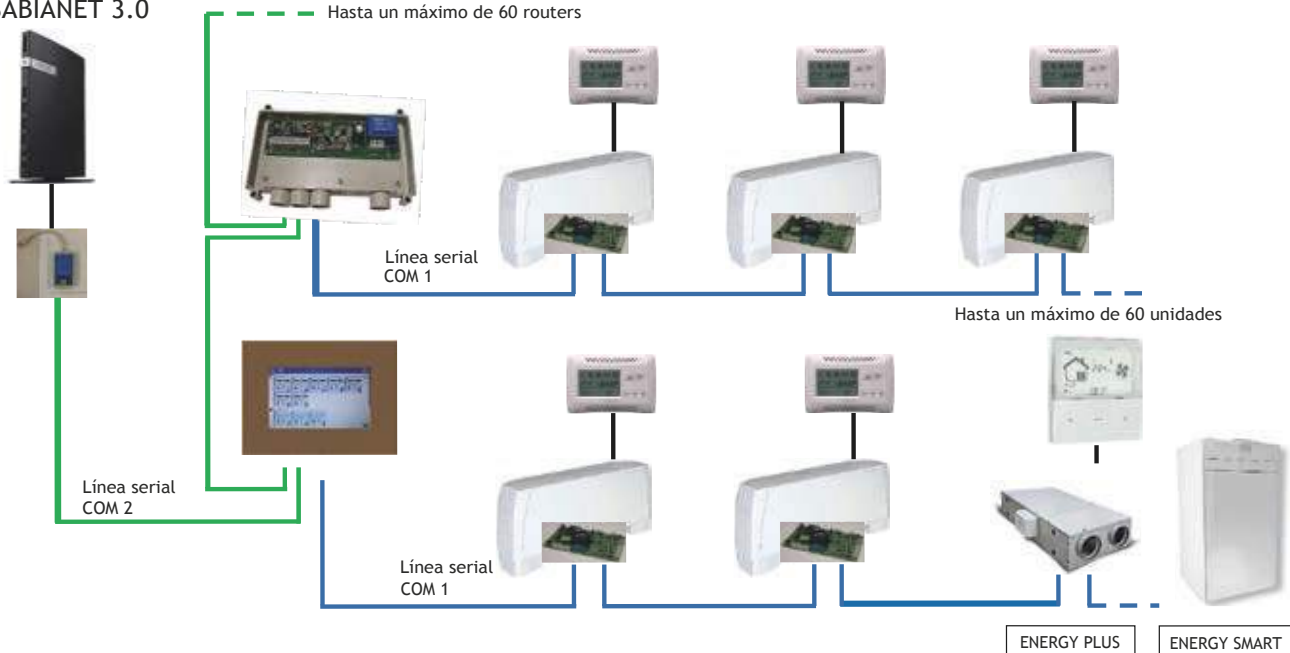 SABIANET 3.0
Hasta un máximo de 60 routers
Línea serial
COM 1
Hasta un máximo de 60 unidades
Línea serial
COM 2
Línea serial
COM 1
ENERGY PLUS
ENERGY SMART